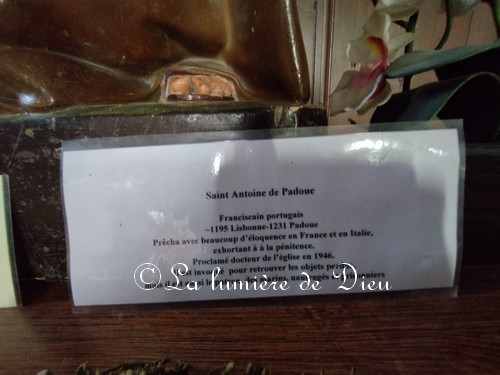 Saint Antoine de Padoue
Franciscain portugais
~1195 Lisbonne-1231 Padoue
Prêcha avec beaucoup d'éloquence en France et en Italie,
exhortant à à la pénitence.
Proclamé docteur de l'église en 1946.
pour retrouver les objets
naufragés
© La lumière de Dieu